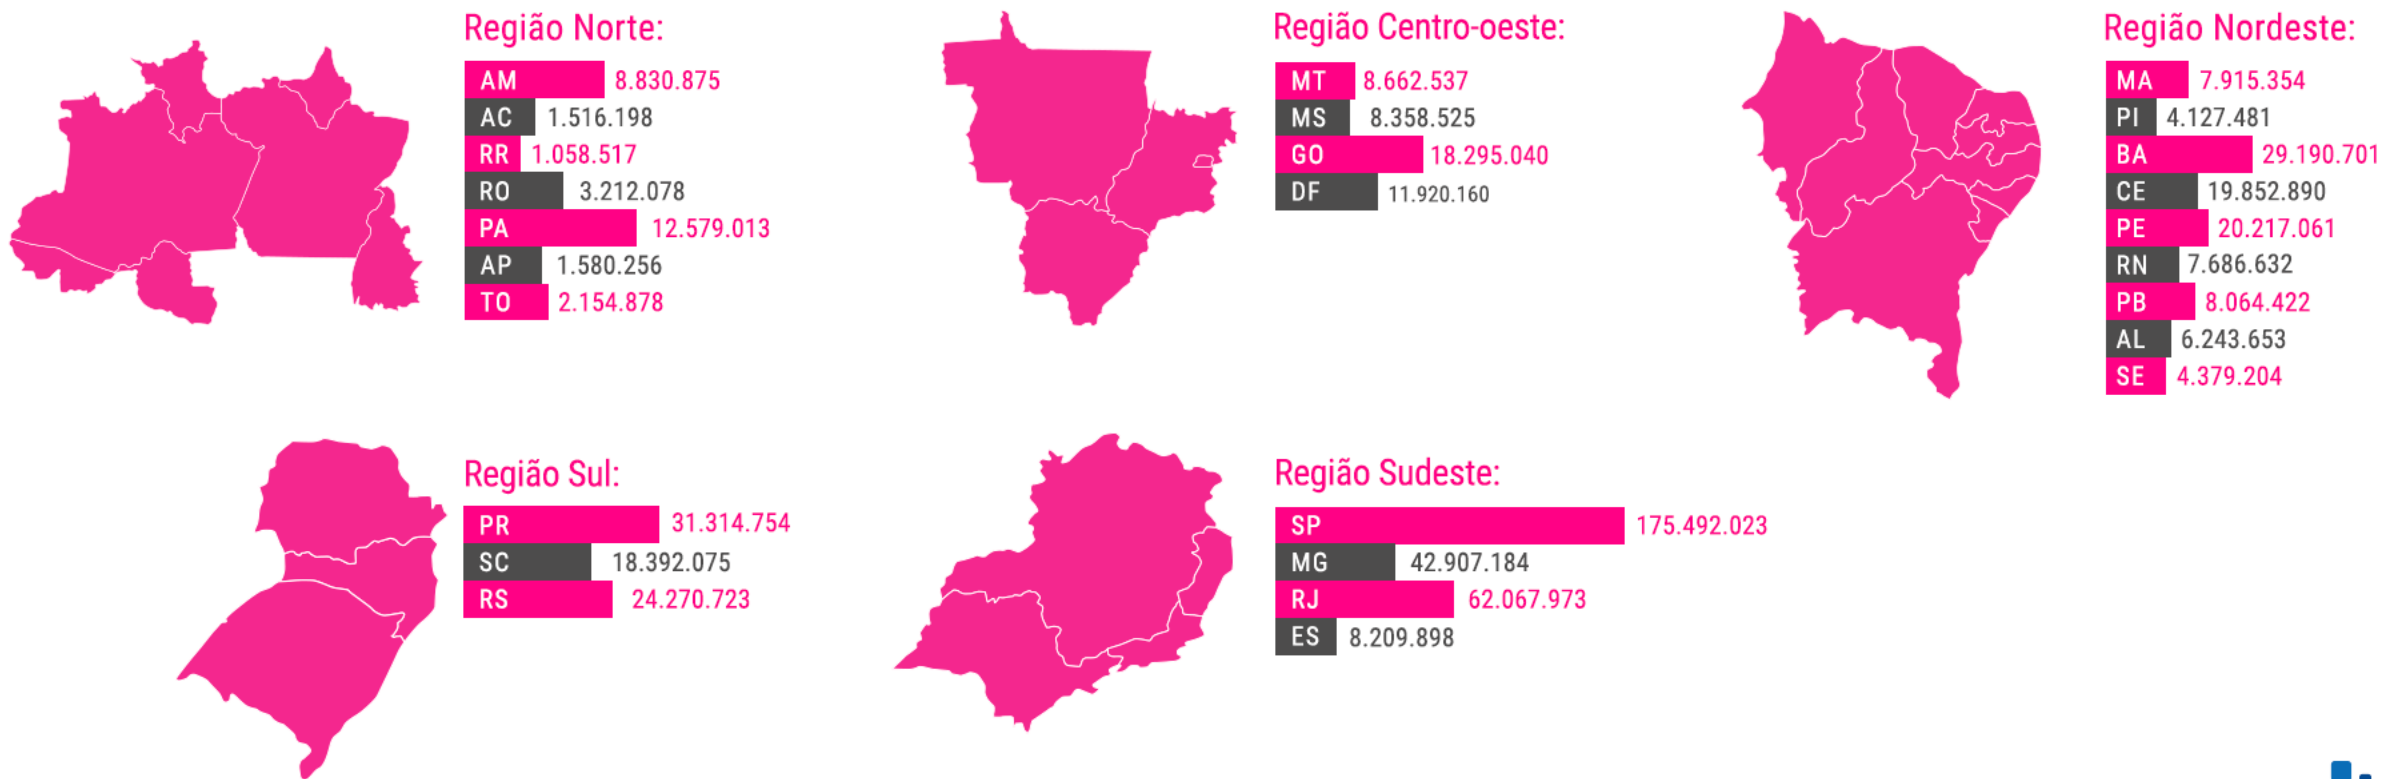 Região Norte:
AM 8.830.875
AC 1.516.198
RR 1.058.517
RO 3.212.078
PA 12.579.013
AP 1.580.256
TO 2.154.878
Região Centro-oeste:
MT 8.662.537
MS 8.358.525
GO 18.295.040
DF 11.920.160
Região Nordeste:
MA 7.915.354
PI 4.127.481
BA 29.190.701
CE 19.852.890
PE 20.217.061
RN 7.686.632
PB 8.064.422
AL 6.243.653
SE 4.379.204
Região Sul:
PR 31.314.754
SC 18.392.075
RS 24.270.723
Região Sudeste:
SP 175.492.023
MG 42.907.184
RJ 62.067.973
ES 8.209.898